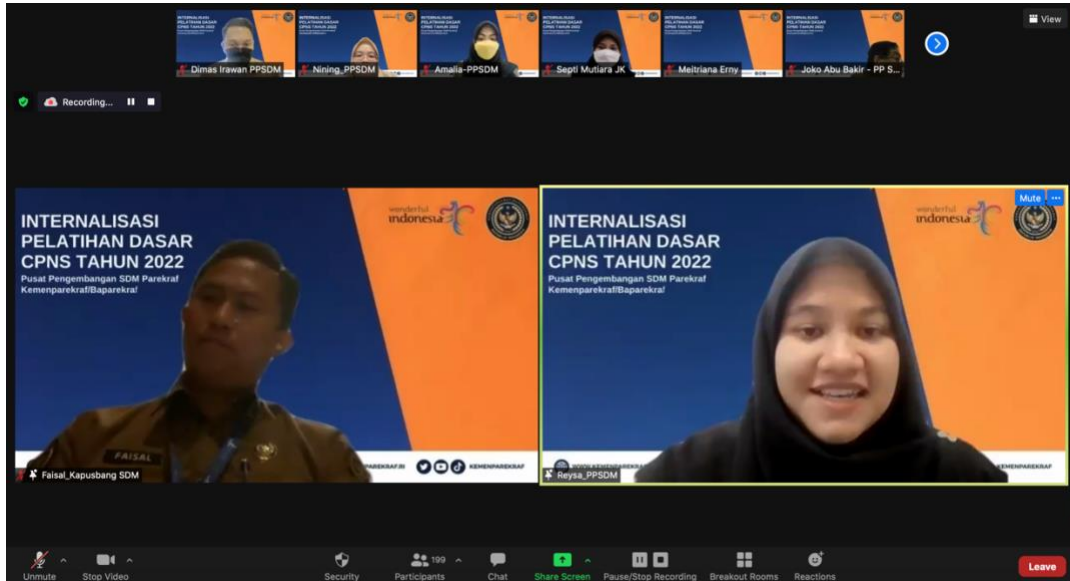 View
Dimas Irawan PPSDM
Nining_PPSDM
Amalia-PPSDM
Septi Mutiara JK
Meitriana Erny
Joko Abu Bakir - PP S...
Recording...
INTERNALISASI
PELATIHAN DASAR
CPNS TAHUN 2022
Pusat Pengembangan SDM Parekraf
Kemenparekraf/Baparekraf
wonderful
indonesia
FAISAL
Faisal_Kapusbang SDM
KEMENPAREKRAF
Mute
INTERNALISASI
PELATIHAN DASAR
CPNS TAHUN 2022
Pusat Pengembangan SDM Parekraf
Kemenparekraf/Baparekraf
wonderful
indonesia
Reysa_PPSDM
KEMENPAREKRAF
Unmute
Stop Video
Security
199
Participants
Chat
Share Screen
Pause/Stop Recording
Breakout Rooms
Reactions
Leave